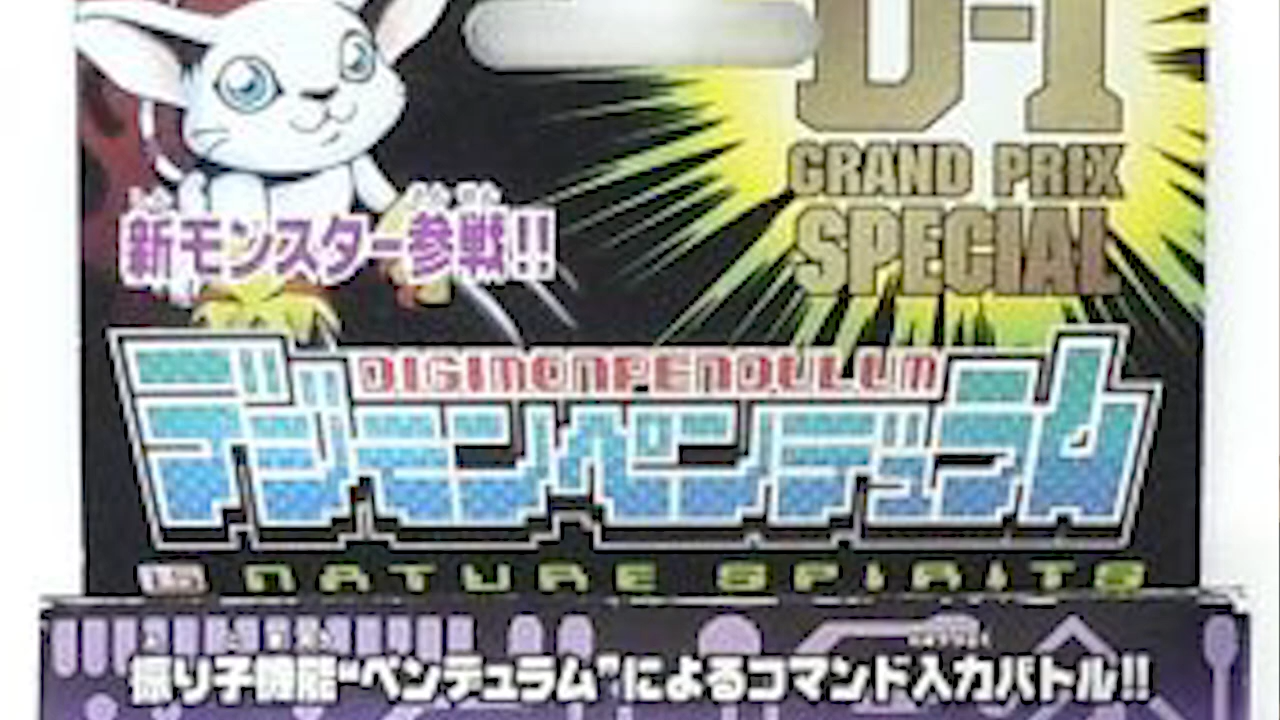 D-1
GRAND PRIX
SPECIAL
新モンスター参戦!!
DIGIMONPENDULUM
デジモンペンデュラム
NATURE SPIRITS
振り子機能“ペンデュラム”によるコマンド入力バトル!!